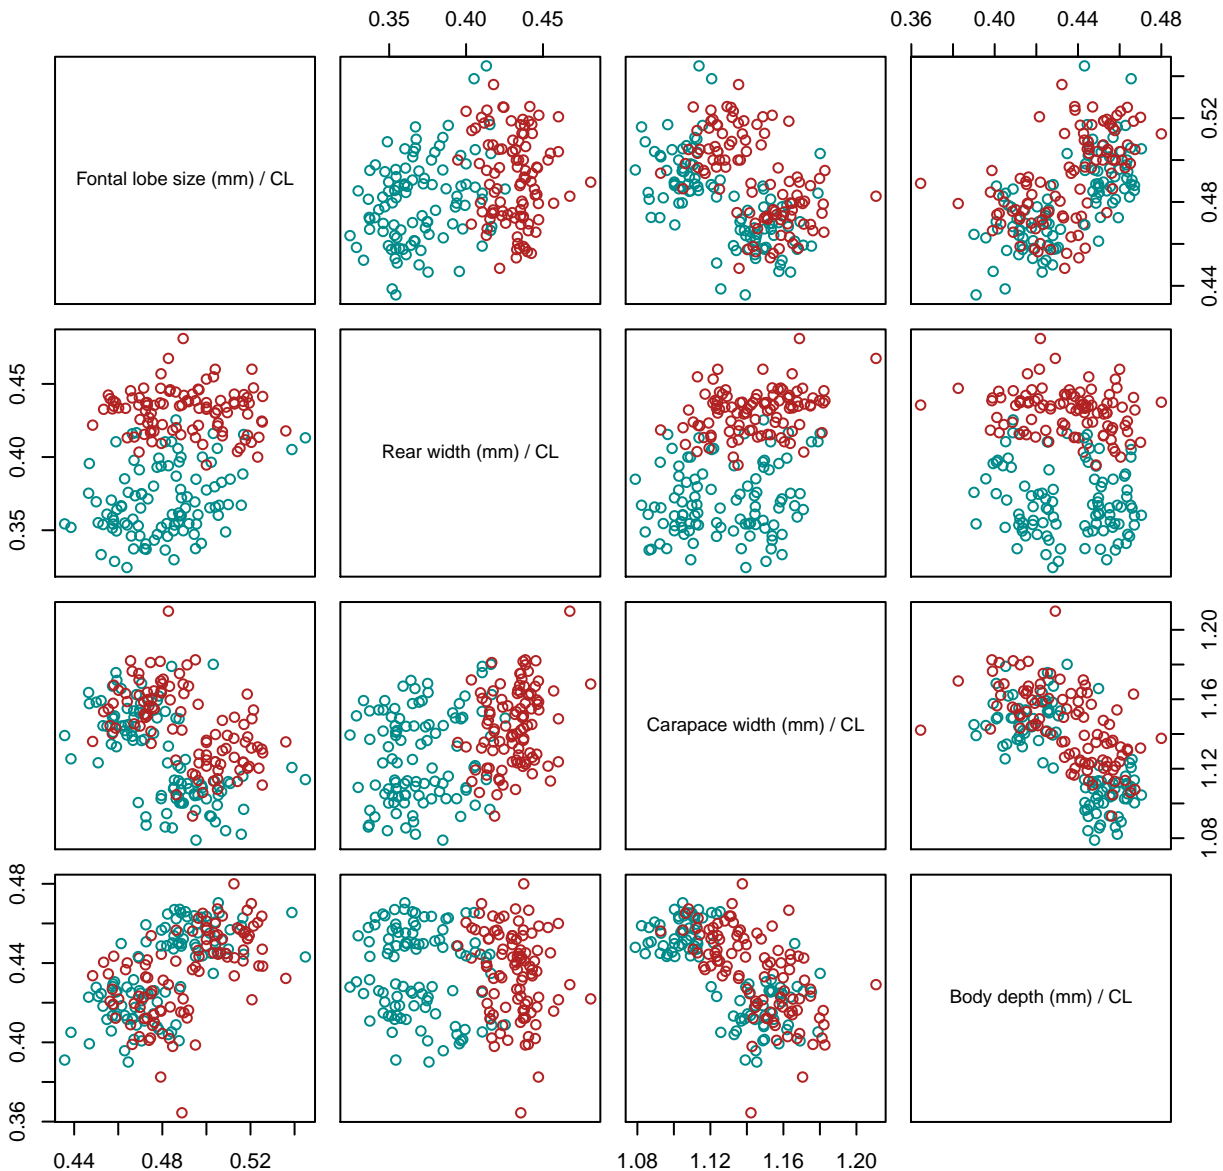 0.35 0.40 0.45
0.36 0.40 0.44 0.48
Fontal lobe size (mm) / CL
0.44 0.48 0.52
0.35 0.40 0.45
Rear width (mm) / CL
Carapace width (mm) / CL
1.08 1.12 1.16 1.20
0.36 0.40 0.44 0.48
Body depth (mm) / CL
0.44 0.48 0.52
1.08 1.12 1.16 1.20